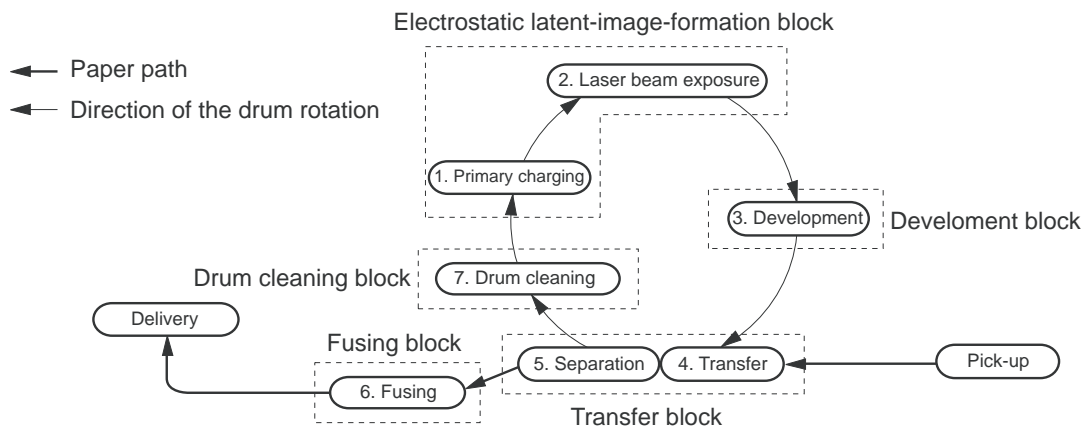 Electrostatic latent-image-formation block
Paper path
Direction of the drum rotation
2. Laser beam exposure
1. Primary charging
3. Development
Develoment block
Drum cleaning block
7. Drum cleaning
Delivery
Fusing block
5. Separation
4. Transfer
Pick-up
6. Fusing
Transfer block